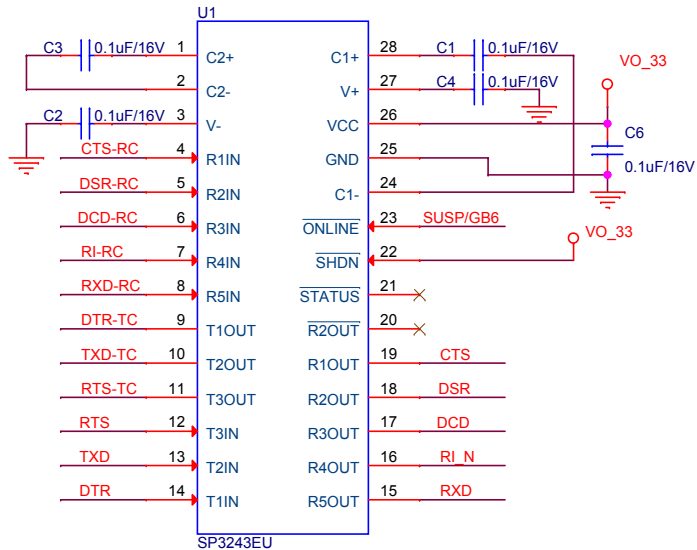 U1
C3 0.1uF/16V 1 C2+ C1+ 28 C1 0.1uF/16V
2 C2- V+ 27 C4 0.1uF/16V VO_33
C2 0.1uF/16V 3 V- VCC 26 C6
CTS-RC 4 R1IN GND 25 0.1uF/16V
DSR-RC 5 R2IN C1- 24
DCD-RC 6 R3IN ONLINE 23 SUSP/GB6
RI-RC 7 R4IN SHDN 22 VO_33
RXD-RC 8 R5IN STATUS 21
DTR-TC 9 T1OUT R2OUT 20
TXD-TC 10 T2OUT R1OUT 19 CTS
RTS-TC 11 T3OUT R2OUT 18 DSR
RTS 12 T3IN R3OUT 17 DCD
TXD 13 T2IN R4OUT 16 RI_N
DTR 14 T1IN R5OUT 15 RXD
SP3243EU